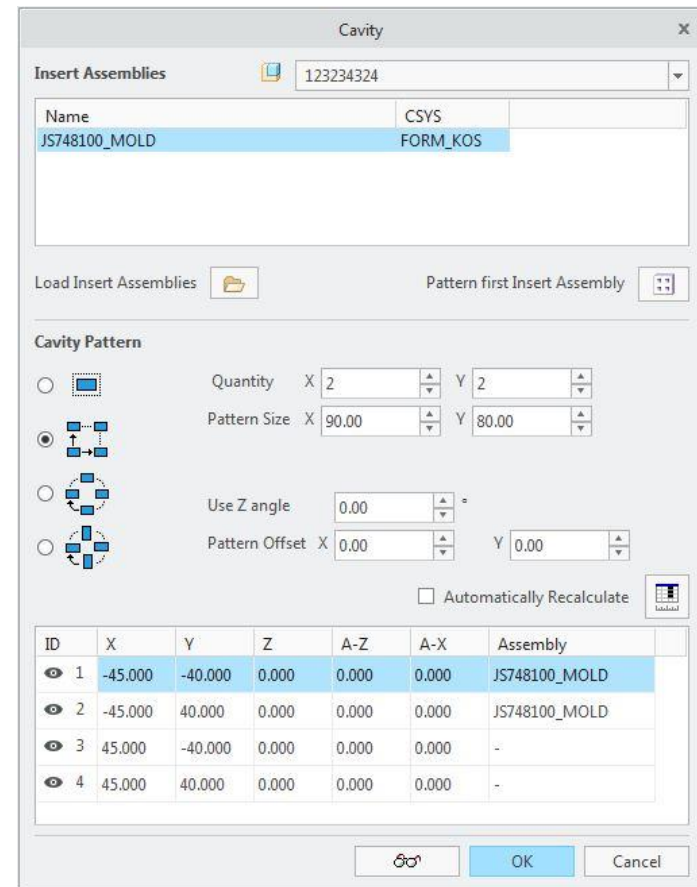 Cavity
Insert Assemblies 123234324
Name CSYS
JS748100_MOLD FORM_KOS
Load Insert Assemblies Pattern first Insert Assembly
Cavity Pattern
Quantity X 2 Y 2
Pattern Size X 90.00 Y 80.00
Use Z angle 0.00 °
Pattern Offset X 0.00 Y 0.00
Automatically Recalculate
ID X Y Z A-Z A-X Assembly
1 -45.000 -40.000 0.000 0.000 0.000 JS748100_MOLD
2 -45.000 40.000 0.000 0.000 0.000 JS748100_MOLD
3 45.000 -40.000 0.000 0.000 0.000 -
4 45.000 40.000 0.000 0.000 0.000 -
OK Cancel